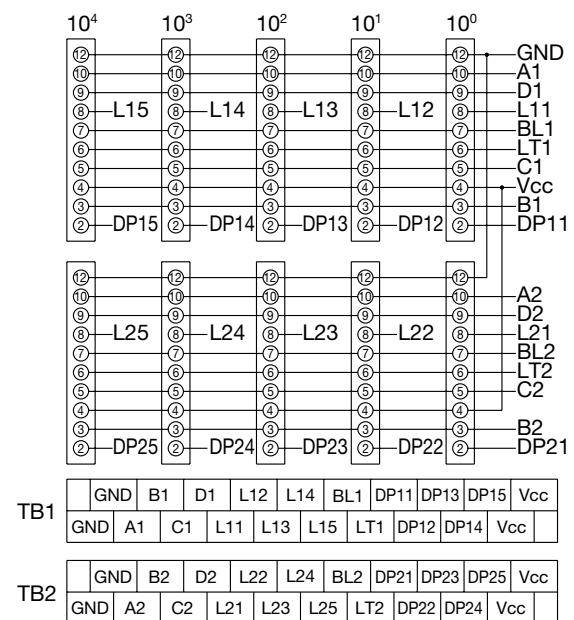 10⁴ 10³ 10² 10¹ 10⁰
12 12 12 12 12 GND
10 10 10 10 10 A1
9 9 9 9 9 D1
8 L15 8 L14 8 L13 8 L12 8 L11
7 7 7 7 7 BL1
6 6 6 6 6 LT1
5 5 5 5 5 C1
4 4 4 4 4 Vcc
3 3 3 3 3 B1
2 DP15 2 DP14 2 DP13 2 DP12 2 DP11
12 12 12 12 12
10 10 10 10 10 A2
9 9 9 9 9 D2
8 L25 8 L24 8 L23 8 L22 8 L21
7 7 7 7 7 BL2
6 6 6 6 6 LT2
5 5 5 5 5 C2
4 4 4 4 4
3 3 3 3 3 B2
2 DP25 2 DP24 2 DP23 2 DP22 2 DP21
TB1
GND B1 D1 L12 L14 BL1 DP11 DP13 DP15 Vcc
GND A1 C1 L11 L13 L15 LT1 DP12 DP14 Vcc
TB2
GND B2 D2 L22 L24 BL2 DP21 DP23 DP25 Vcc
GND A2 C2 L21 L23 L25 LT2 DP22 DP24 Vcc